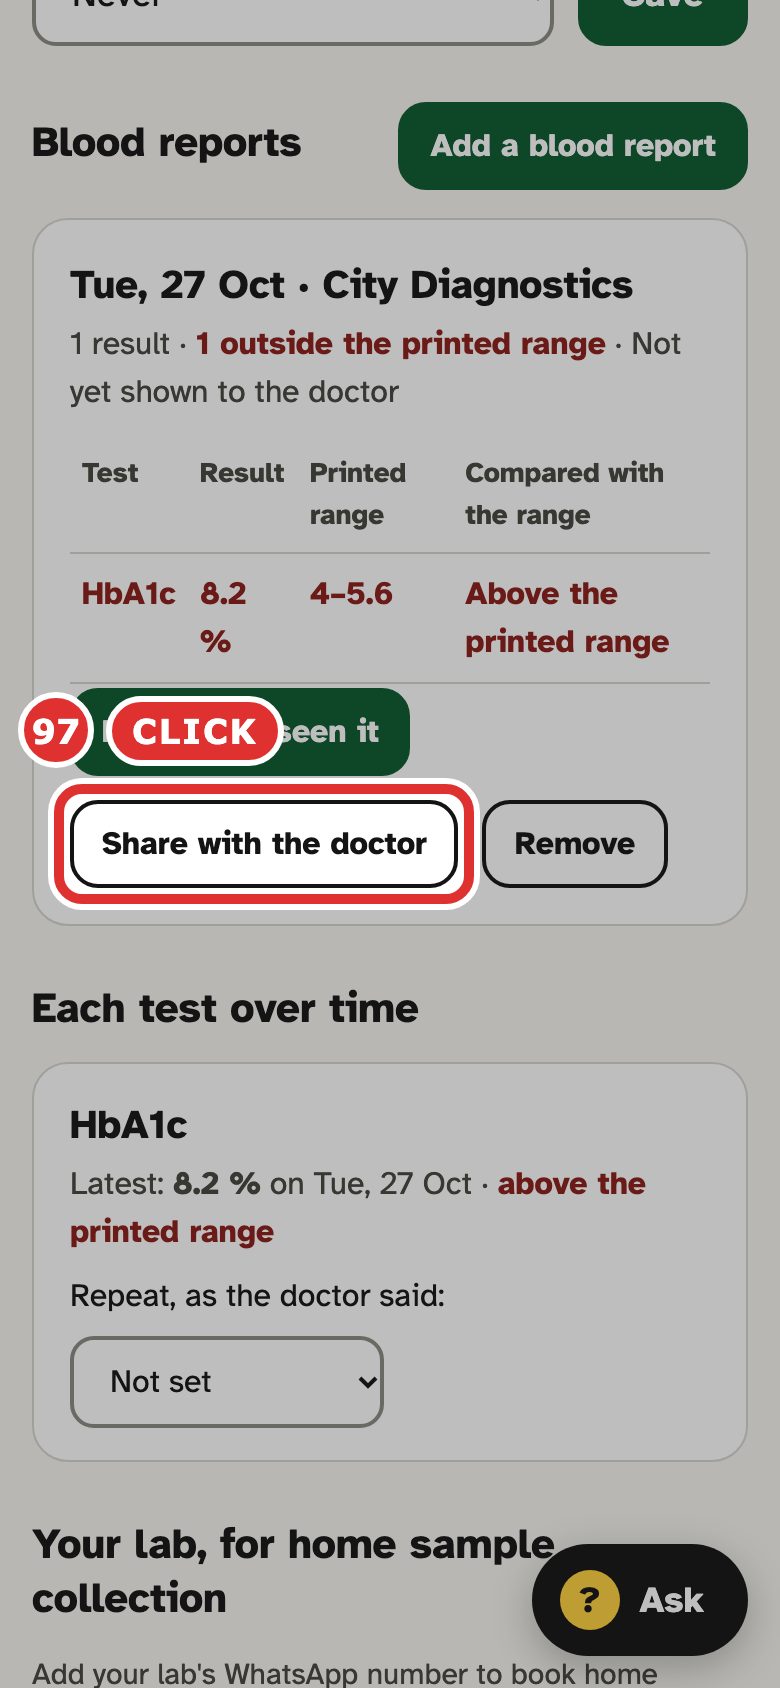 Never
Save
Blood reports
Add a blood report
Tue, 27 Oct · City Diagnostics
1 result · 1 outside the printed range · Not
yet shown to the doctor
Test Result Printed range Compared with the range
HbA1c 8.2 % 4–5.6 Above the printed range
97 CLICK seen it
Share with the doctor
Remove
Each test over time
HbA1c
Latest: 8.2 % on Tue, 27 Oct · above the
printed range
Repeat, as the doctor said:
Not set
Your lab, for home sample
collection
? Ask
Add your lab's WhatsApp number to book home